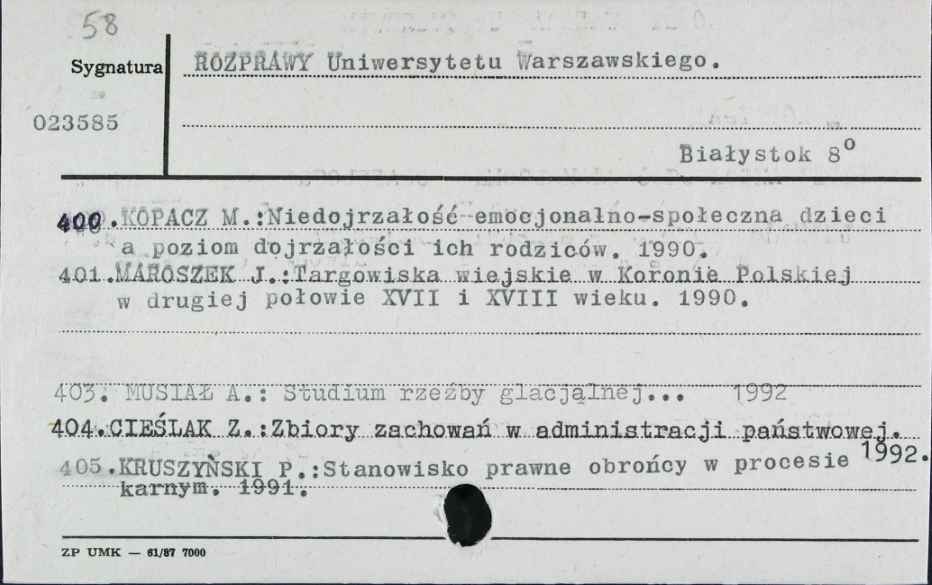 58
Sygnatura
ROZPRAWY Uniwersytetu Warszawskiego.
023585
Białystok 8°
400.KOPACZ M.:Niedojrzałość emocjonalno-społeczna dzieci
a poziom dojrzałości ich rodziców. 1990.
401.MAROSZEK J.:Targowiska wiejskie w Koronie Polskiej
w drugiej połowie XVII i XVIII wieku. 1990.
403. MUSIAŁ A.: Studium rzeźby glacjalnej... 1992
404.CIEŚLAK Z.:Zbiory zachowań w administracji państwowej.
1992.
405.KRUSZYŃSKI P.:Stanowisko prawne obrońcy w procesie
karnym. 1991.
ZP UMK — 61/87 7000